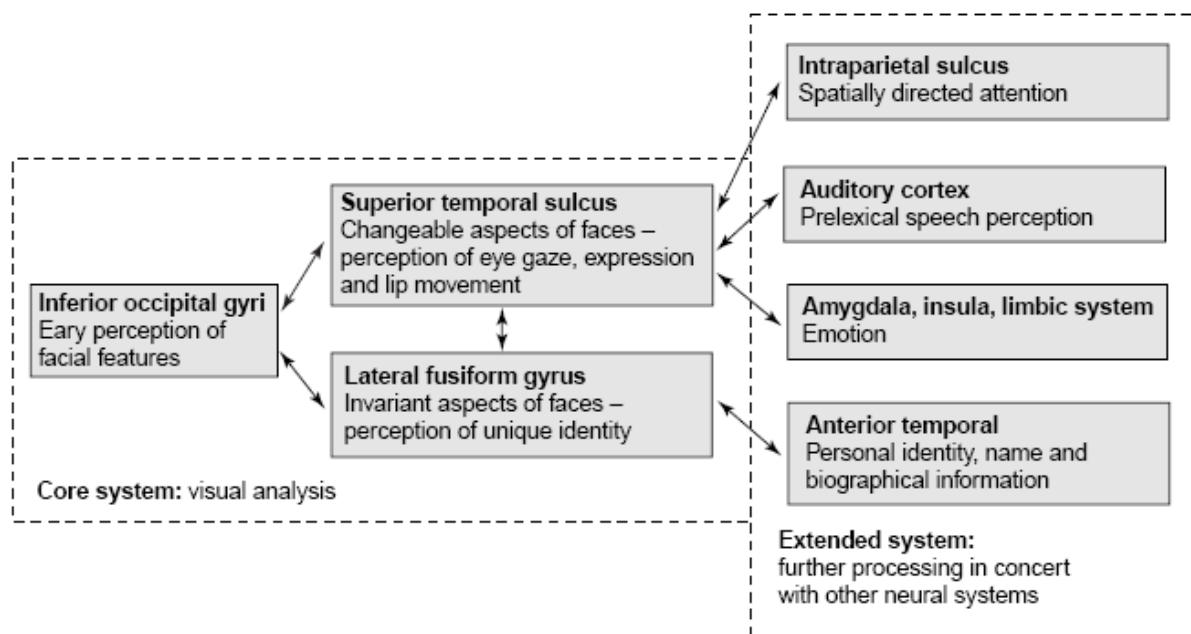 Inferior occipital gyri
Eary perception of
facial features
Superior temporal sulcus
Changeable aspects of faces –
perception of eye gaze, expression
and lip movement
Lateral fusiform gyrus
Invariant aspects of faces –
perception of unique identity
Core system: visual analysis
Intraparietal sulcus
Spatially directed attention
Auditory cortex
Prelexical speech perception
Amygdala, insula, limbic system
Emotion
Anterior temporal
Personal identity, name and
biographical information
Extended system:
further processing in concert
with other neural systems